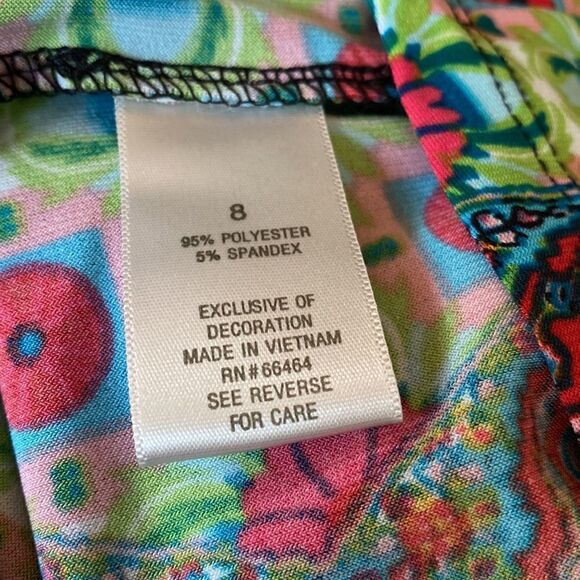 8
95% POLYESTER
5% SPANDEX
EXCLUSIVE OF
DECORATION
MADE IN VIETNAM
RN#66464
SEE REVERSE
FOR CARE